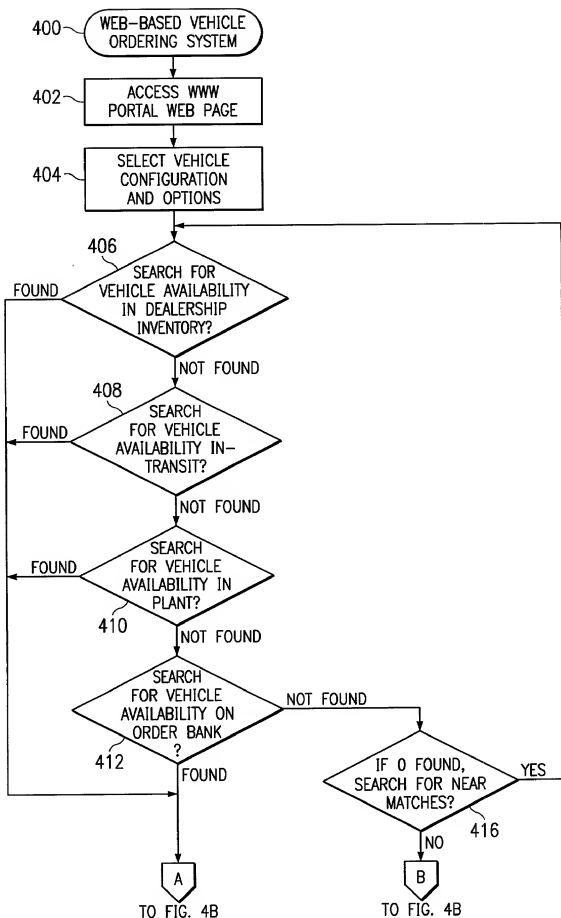 400
WEB-BASED VEHICLE
ORDERING SYSTEM
402
ACCESS WWW
PORTAL WEB PAGE
404
SELECT VEHICLE
CONFIGURATION
AND OPTIONS
406
SEARCH FOR
VEHICLE AVAILABILITY
IN DEALERSHIP
INVENTORY?
FOUND
NOT FOUND
408
SEARCH
FOR VEHICLE
AVAILABILITY IN-
TRANSIT?
FOUND
NOT FOUND
SEARCH
FOR VEHICLE
AVAILABILITY IN
PLANT?
FOUND
410
NOT FOUND
SEARCH
FOR VEHICLE
AVAILABILITY ON
ORDER BANK
?
NOT FOUND
412
FOUND
IF 0 FOUND,
SEARCH FOR NEAR
MATCHES?
YES
416
NO
A
TO FIG. 4B
B
TO FIG. 4B